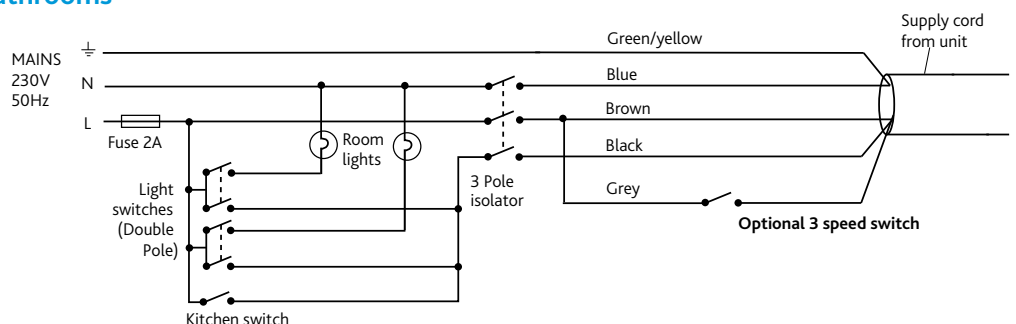 Supply cord
from unit
MAINS
230V
50Hz
Green/yellow
N
Blue
L
Fuse 2A
Brown
Room
lights
Black
Light
switches
(Double
Pole)
3 Pole
isolator
Grey
Optional 3 speed switch
Kitchen switch